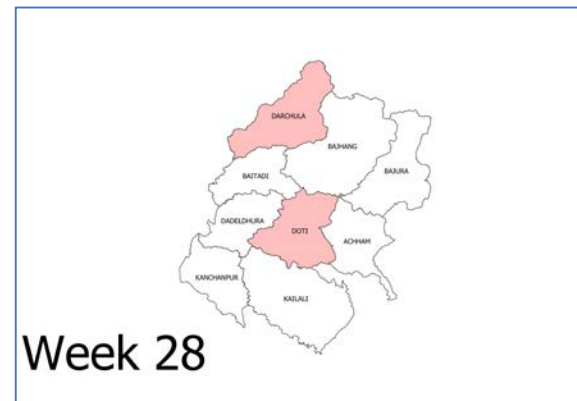 DARCHULA
BAJHANG
BAJURA
BAITADI
DADELDHURA
DOTI
ACHHAM
KANCHANPUR
KAILALI
Week 28